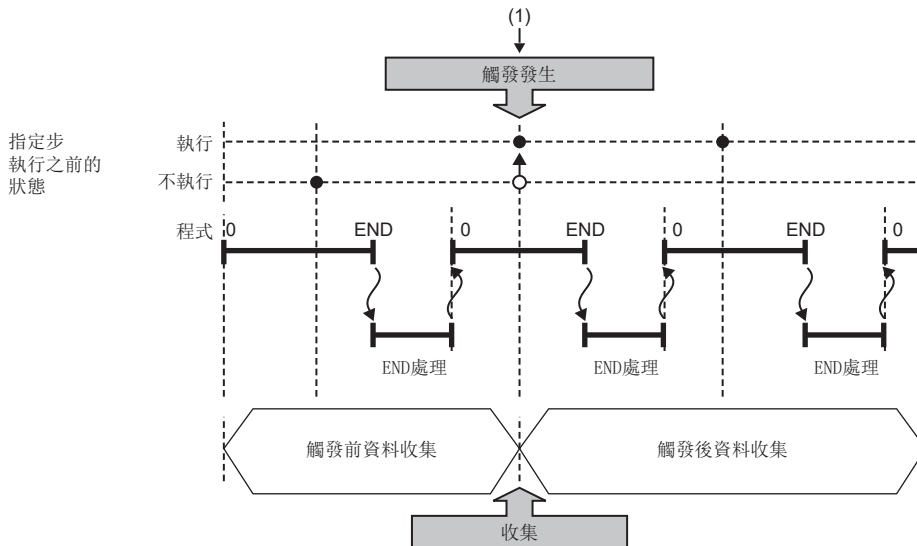 (1)
觸發發生
指定步
執行之前的
狀態
執行
不執行
程式
0
END
0
END
0
END
0
END處理
END處理
END處理
觸發前資料收集
觸發後資料收集
收集